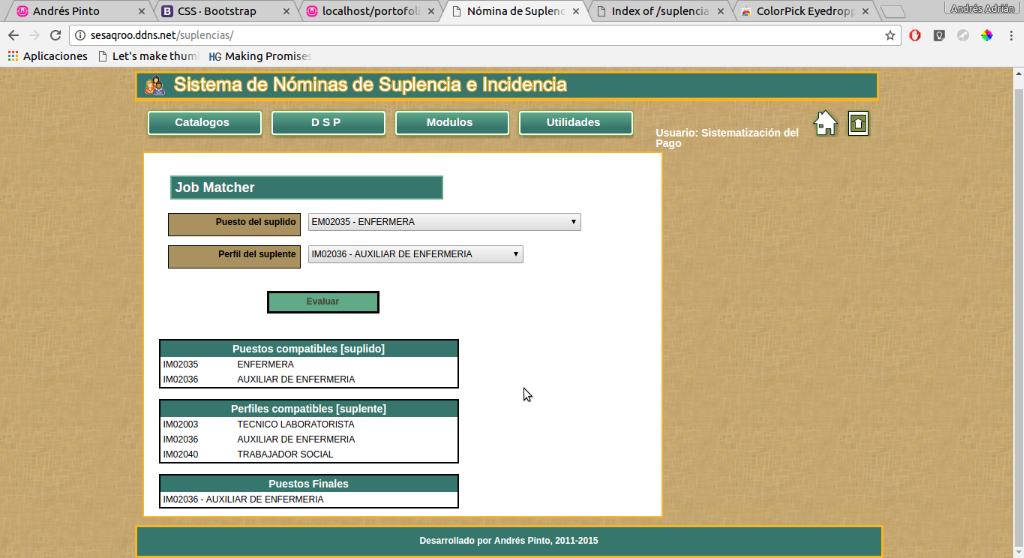 Andrés Pinto
CSS · Bootstrap
localhost/portofoli
Nómina de Suplenc
Index of /suplencia
ColorPick Eyedropp
Andrés Adrián
sesaqroo.ddns.net/suplencias/
Aplicaciones
Let's make thum
HG Making Promises
Sistema de Nóminas de Suplencia e Incidencia
Catalogos
D S P
Modulos
Utilidades
Usuario: Sistematización del
Pago
Job Matcher
Puesto del suplido
EM02035 - ENFERMERA
Perfil del suplente
IM02036 - AUXILIAR DE ENFERMERIA
Evaluar
Puestos compatibles [suplido]
IM02035 ENFERMERA
IM02036 AUXILIAR DE ENFERMERIA
Perfiles compatibles [suplente]
IM02003 TECNICO LABORATORISTA
IM02036 AUXILIAR DE ENFERMERIA
IM02040 TRABAJADOR SOCIAL
Puestos Finales
IM02036 - AUXILIAR DE ENFERMERIA
Desarrollado por Andrés Pinto, 2011-2015